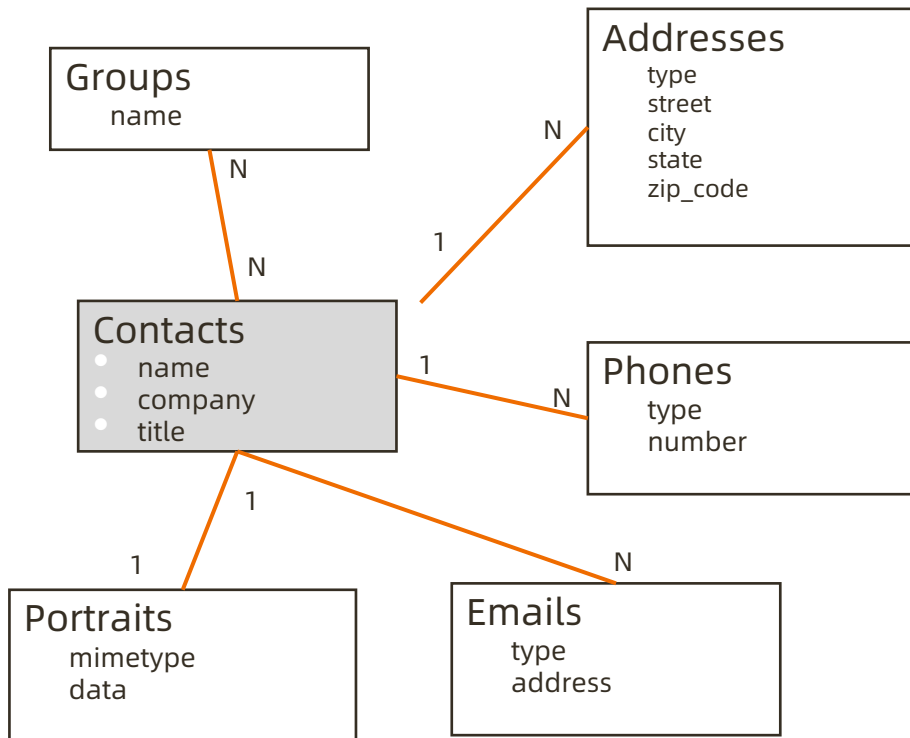 Groups
name
Addresses
type
street
city
state
zip_code
N
N
N
1
Contacts
name
company
title
1
N
Phones
type
number
1
1
N
Portraits
mimetype
data
Emails
type
address